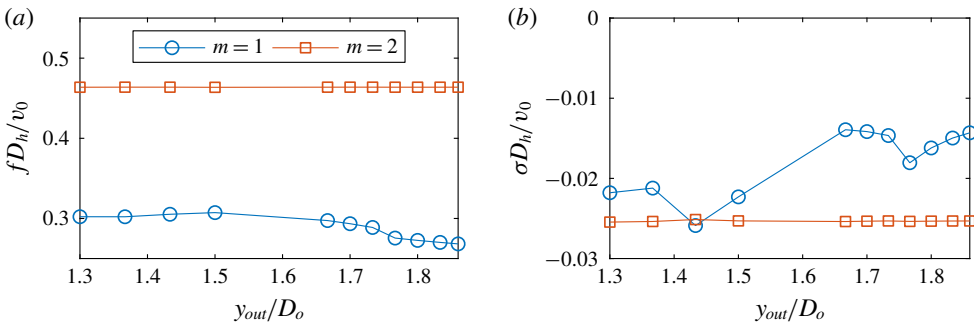 (a)
m = 1
m = 2
0.5
0.4
0.3
fD_h/v_0
1.3 1.4 1.5 1.6 1.7 1.8
y_out/D_o
(b)
0
−0.01
−0.02
−0.03
σD_h/v_0
1.3 1.4 1.5 1.6 1.7 1.8
y_out/D_o